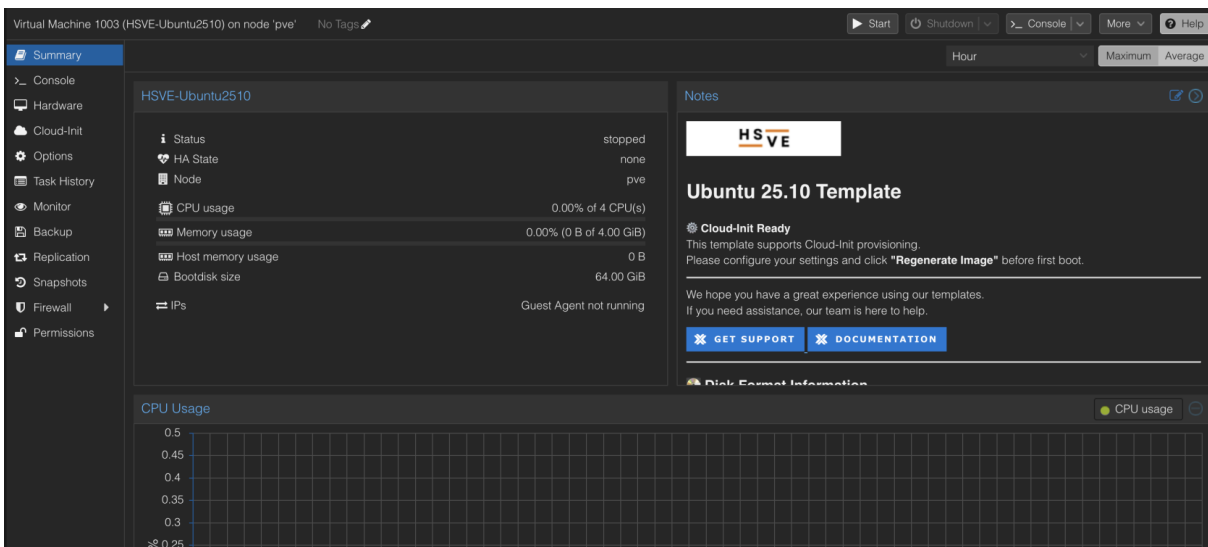 Virtual Machine 1003 (HSVE-Ubuntu2510) on node 'pve' No Tags Start Shutdown >_ Console More Help
Summary
Hour Maximum Average
>_ Console
Hardware
Cloud-Init
Options
Task History
Monitor
Backup
Replication
Snapshots
Firewall
Permissions
HSVE-Ubuntu2510
Status stopped
HA State none
Node pve
CPU usage 0.00% of 4 CPU(s)
Memory usage 0.00% (0 B of 4.00 GiB)
Host memory usage 0 B
Bootdisk size 64.00 GiB
IPs Guest Agent not running
Notes
HSVE
Ubuntu 25.10 Template
Cloud-Init Ready
This template supports Cloud-Init provisioning.
Please configure your settings and click "Regenerate Image" before first boot.
We hope you have a great experience using our templates.
If you need assistance, our team is here to help.
GET SUPPORT DOCUMENTATION
Disk Format Information
CPU Usage
CPU usage
0.5
0.45
0.4
0.35
0.3
0.25